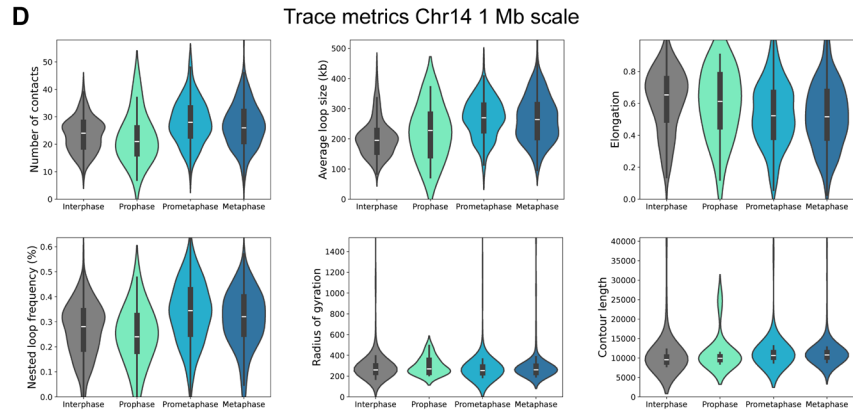 D
Trace metrics Chr14 1 Mb scale
Number of contacts
50
40
30
20
10
0
Interphase Prophase Prometaphase Metaphase
Average loop size (kb)
500
400
300
200
100
0
Interphase Prophase Prometaphase Metaphase
Elongation
0.8
0.6
0.4
0.2
0.0
Interphase Prophase Prometaphase Metaphase
Nested loop frequency (%)
0.6
0.5
0.4
0.3
0.2
0.1
0.0
Interphase Prophase Prometaphase Metaphase
Radius of gyration
1400
1200
1000
800
600
400
200
0
Interphase Prophase Prometaphase Metaphase
Contour length
40000
35000
30000
25000
20000
15000
10000
5000
0
Interphase Prophase Prometaphase Metaphase